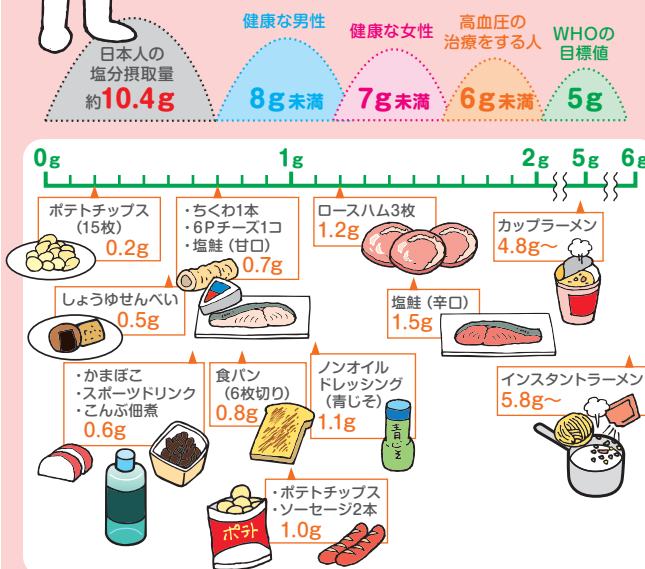 日本人の
塩分摂取量
約10.4g
健康な男性
8g未満
健康な女性
7g未満
高血圧の
治療をする人
6g未満
WHOの
目標値
5g
0g
1g
2g
5g
6g
ポテトチップス
（15枚）
0.2g
・ちくわ1本
・6Pチーズ1コ
・塩鮭（甘口）
0.7g
ロースハム3枚
1.2g
カップラーメン
4.8g〜
しょうゆせんべい
0.5g
塩鮭（辛口）
1.5g
・かまぼこ
・スポーツドリンク
・こんぶ佃煮
0.6g
食パン
（6枚切り）
0.8g
ノンオイル
ドレッシング
（青じそ）
1.1g
インスタントラーメン
5.8g〜
青じそ
・ポテトチップス
・ソーセージ2本
1.0g
ポテト